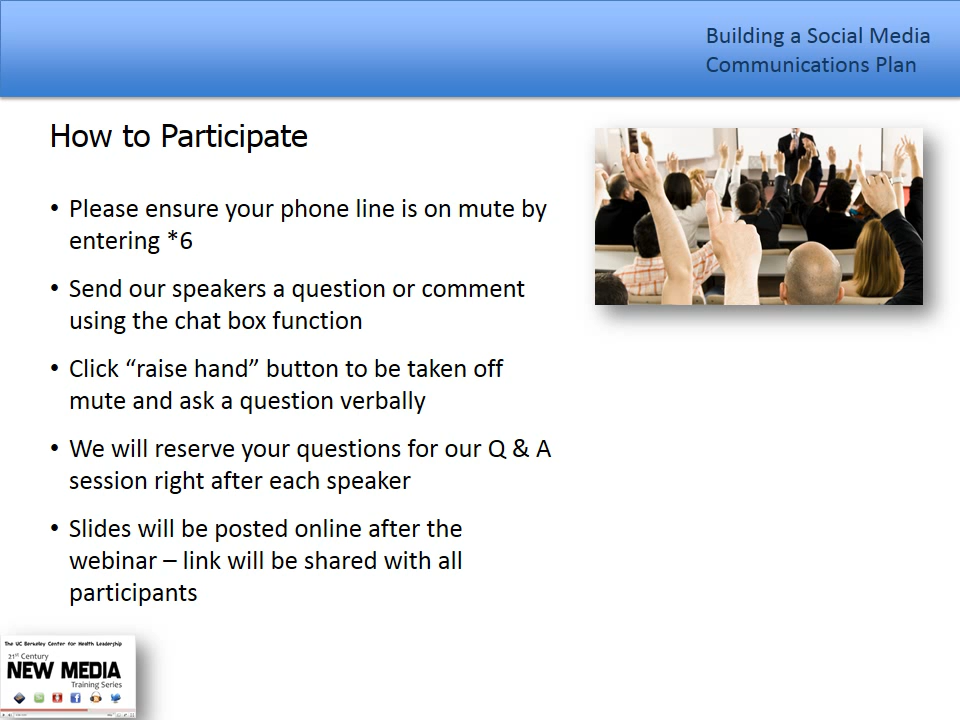 Building a Social Media
Communications Plan
How to Participate
• Please ensure your phone line is on mute by
entering *6
• Send our speakers a question or comment
using the chat box function
• Click “raise hand” button to be taken off
mute and ask a question verbally
• We will reserve your questions for our Q & A
session right after each speaker
• Slides will be posted online after the
webinar – link will be shared with all
participants
The UC Berkeley Center for Health Leadership
21st Century
NEW MEDIA
Training Series